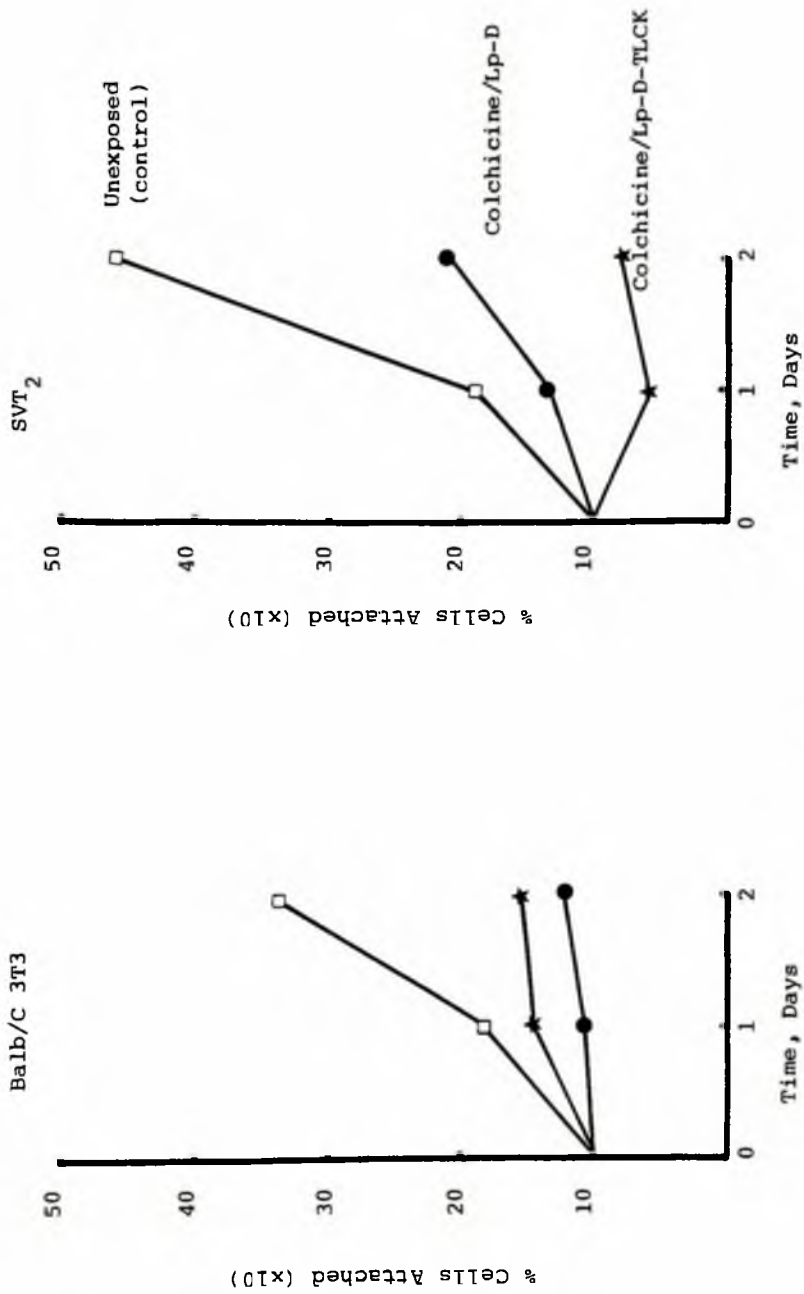 Balb/C 3T3
50
40
30
20
10
% Cells Attached (x10)
0
1
2
Time, Days
SVT2
50
40
30
20
10
% Cells Attached (x10)
0
1
2
Time, Days
Unexposed
(control)
Colchicine/Lp-D
Colchicine/Lp-D-TLCK